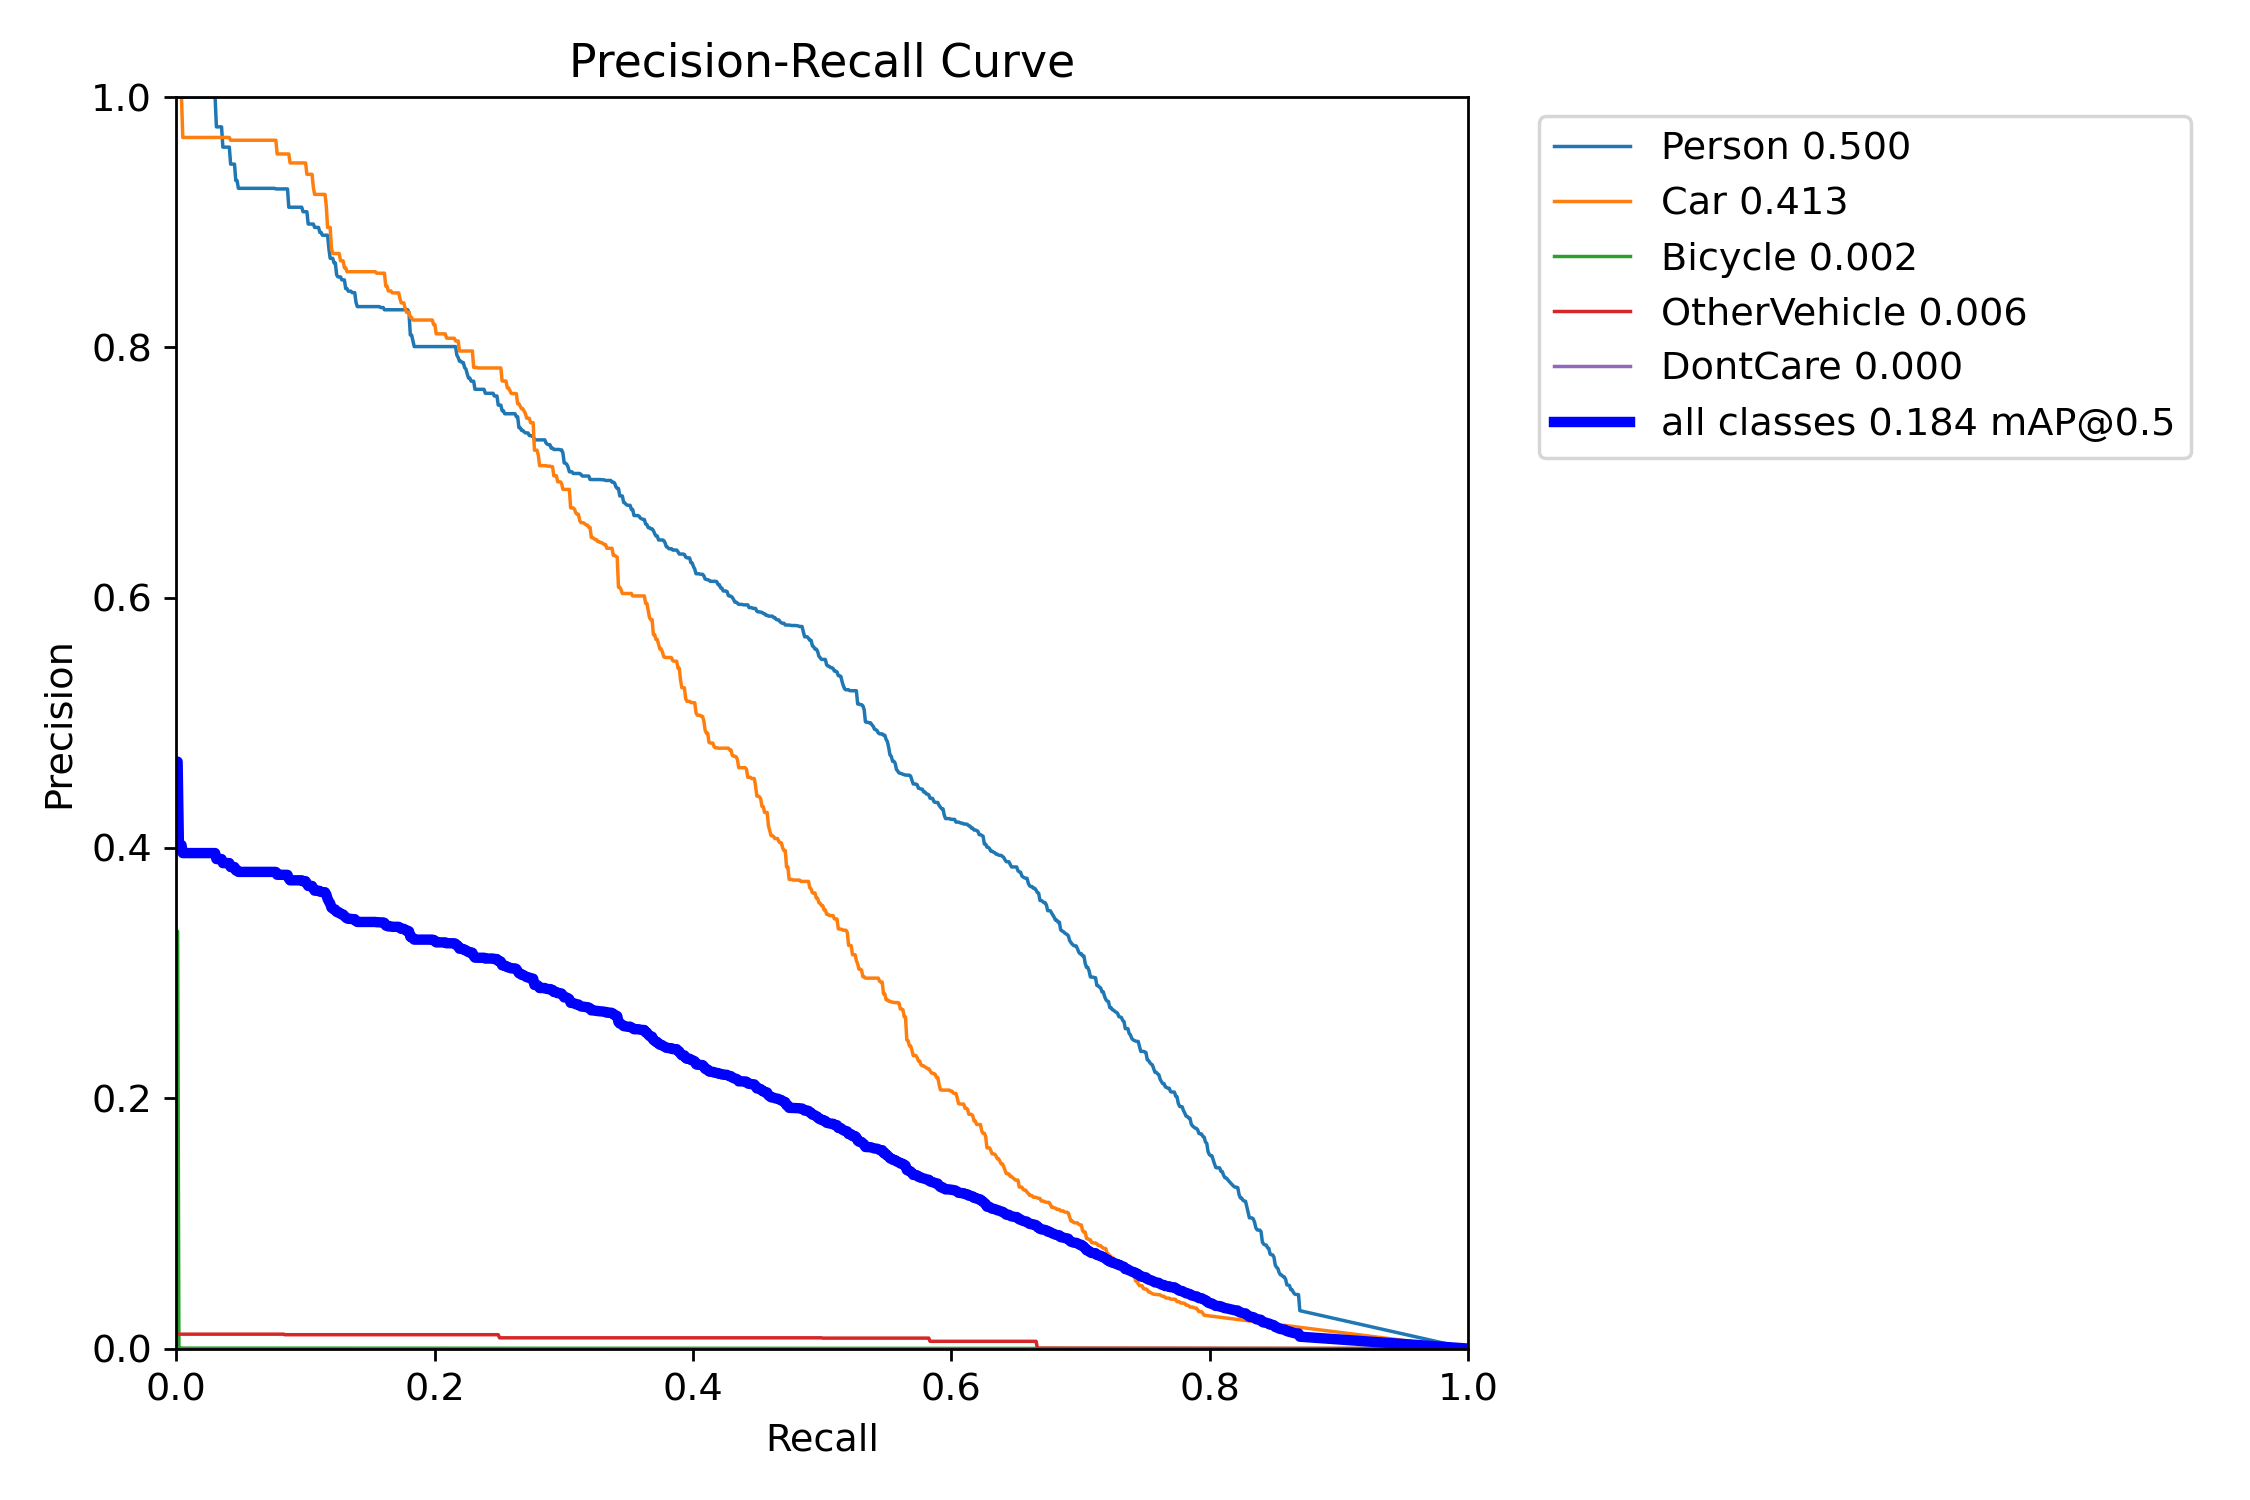 Precision-Recall Curve
1.0
0.8
0.6
0.4
0.2
0.0
Precision
0.0 0.2 0.4 0.6 0.8 1.0
Recall
Person 0.500
Car 0.413
Bicycle 0.002
OtherVehicle 0.006
DontCare 0.000
all classes 0.184 mAP@0.5